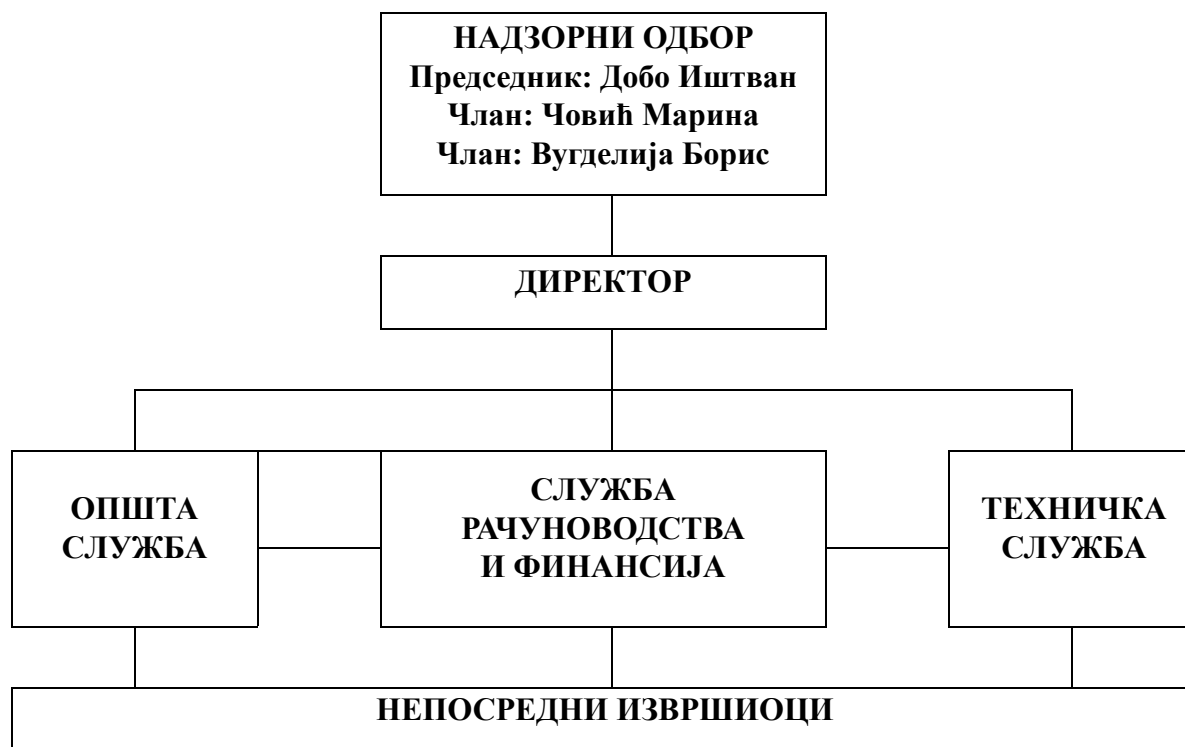 НАДЗОРНИ ОДБОР
Председник: Добо Иштван
Члан: Човић Марина
Члан: Вугделија Борис
ДИРЕКТОР
ОПШТА
СЛУЖБА
СЛУЖБА
РАЧУНОВОДСТВА
И ФИНАНСИЈА
ТЕХНИЧКА
СЛУЖБА
НЕПОСРЕДНИ ИЗВРШИОЦИ